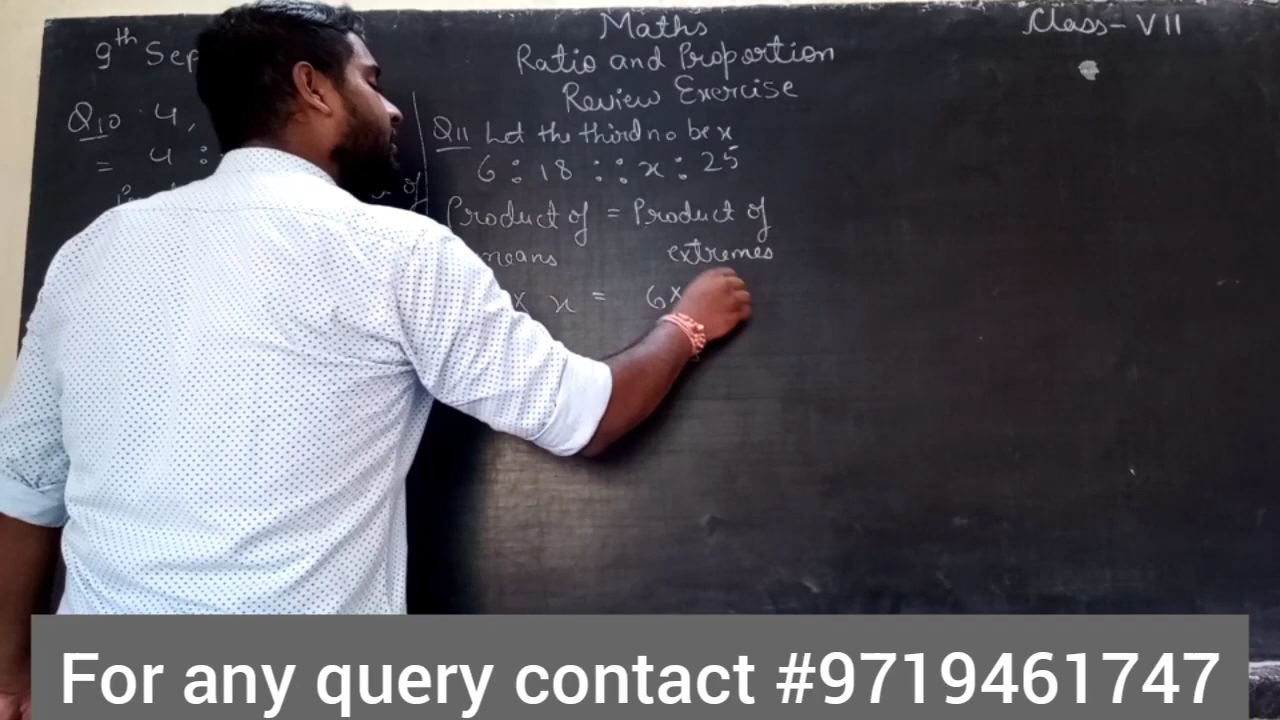 Maths
Class-VII
9th Sep
Ratio and Proportion
Review Exercise
Q10 4,
= 4 :
of
Q11 Let the third no be x
6 : 18 :: x : 25
Product of = Product of
means extremes
x x = 6x
For any query contact #9719461747